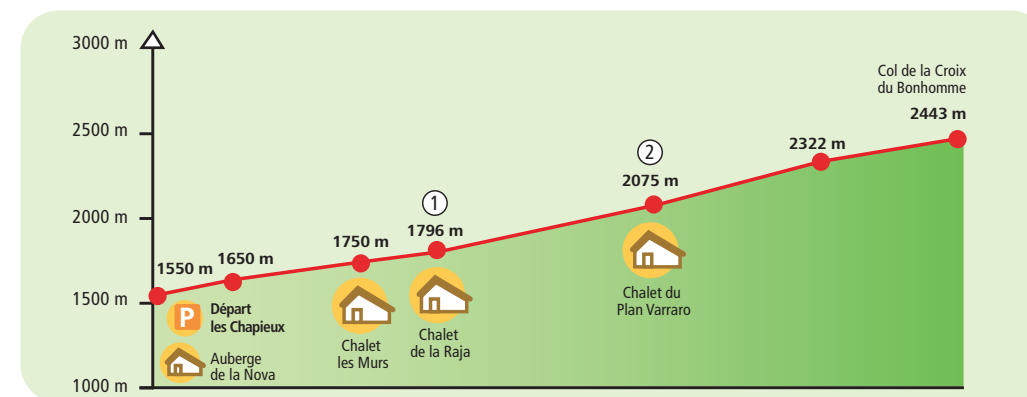 3000 m
2500 m
2000 m
1500 m
1000 m
1550 m
1650 m
1750 m
1
1796 m
2
2075 m
2322 m
Col de la Croix
du Bonhomme
2443 m
P
Départ
les Chapieux
Auberge
de la Nova
Chalet
les Murs
Chalet
de la Raja
Chalet du
Plan Varraro